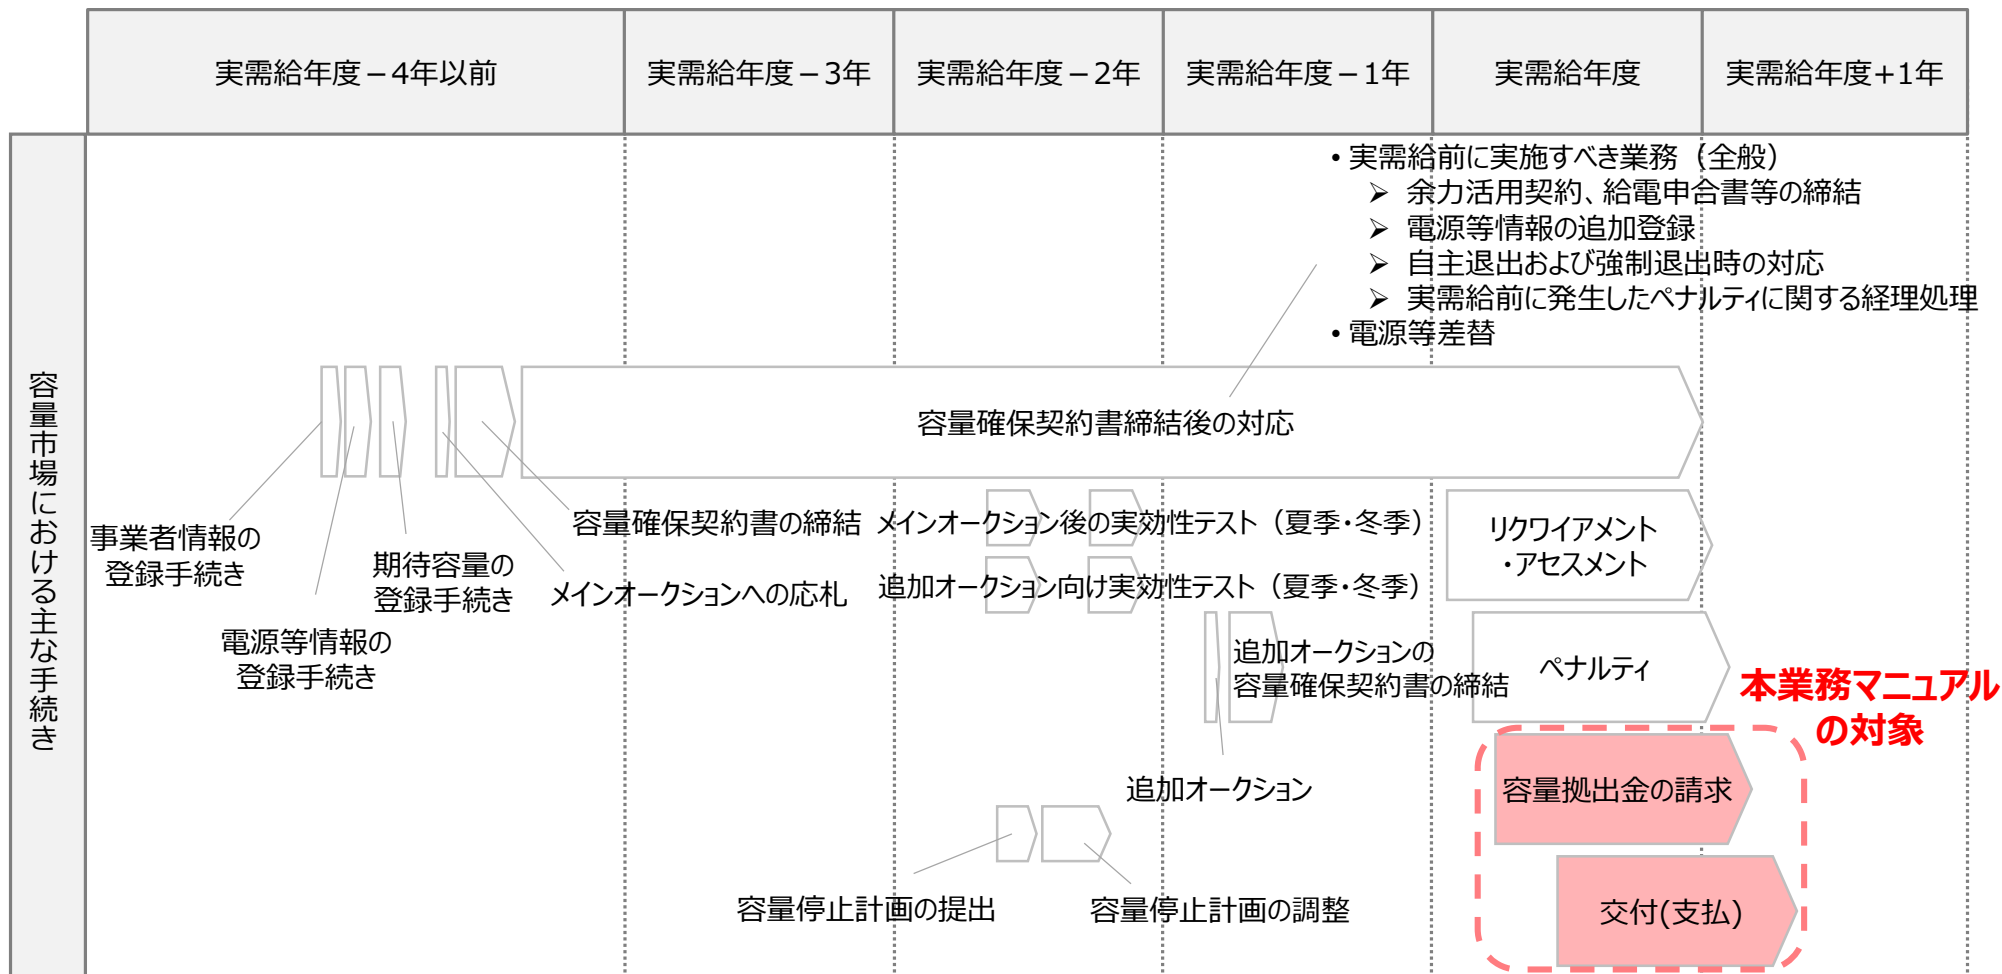 実需給年度－4年以前
実需給年度－3年
実需給年度－2年
実需給年度－1年
実需給年度
実需給年度+1年
容量市場における主な手続き
• 実需給前に実施すべき業務（全般）
➢ 余力活用契約、給電申合書等の締結
➢ 電源等情報の追加登録
➢ 自主退出および強制退出時の対応
➢ 実需給前に発生したペナルティに関する経理処理
• 電源等差替
容量確保契約書締結後の対応
事業者情報の
登録手続き
電源等情報の
登録手続き
期待容量の
登録手続き
容量確保契約書の締結
メインオークションへの応札
メインオークション後の実効性テスト（夏季・冬季）
追加オークション向け実効性テスト（夏季・冬季）
リクワイアメント
・アセスメント
追加オークションの
容量確保契約書の締結
ペナルティ
本業務マニュアル
の対象
追加オークション
容量拠出金の請求
容量停止計画の提出
容量停止計画の調整
交付(支払)